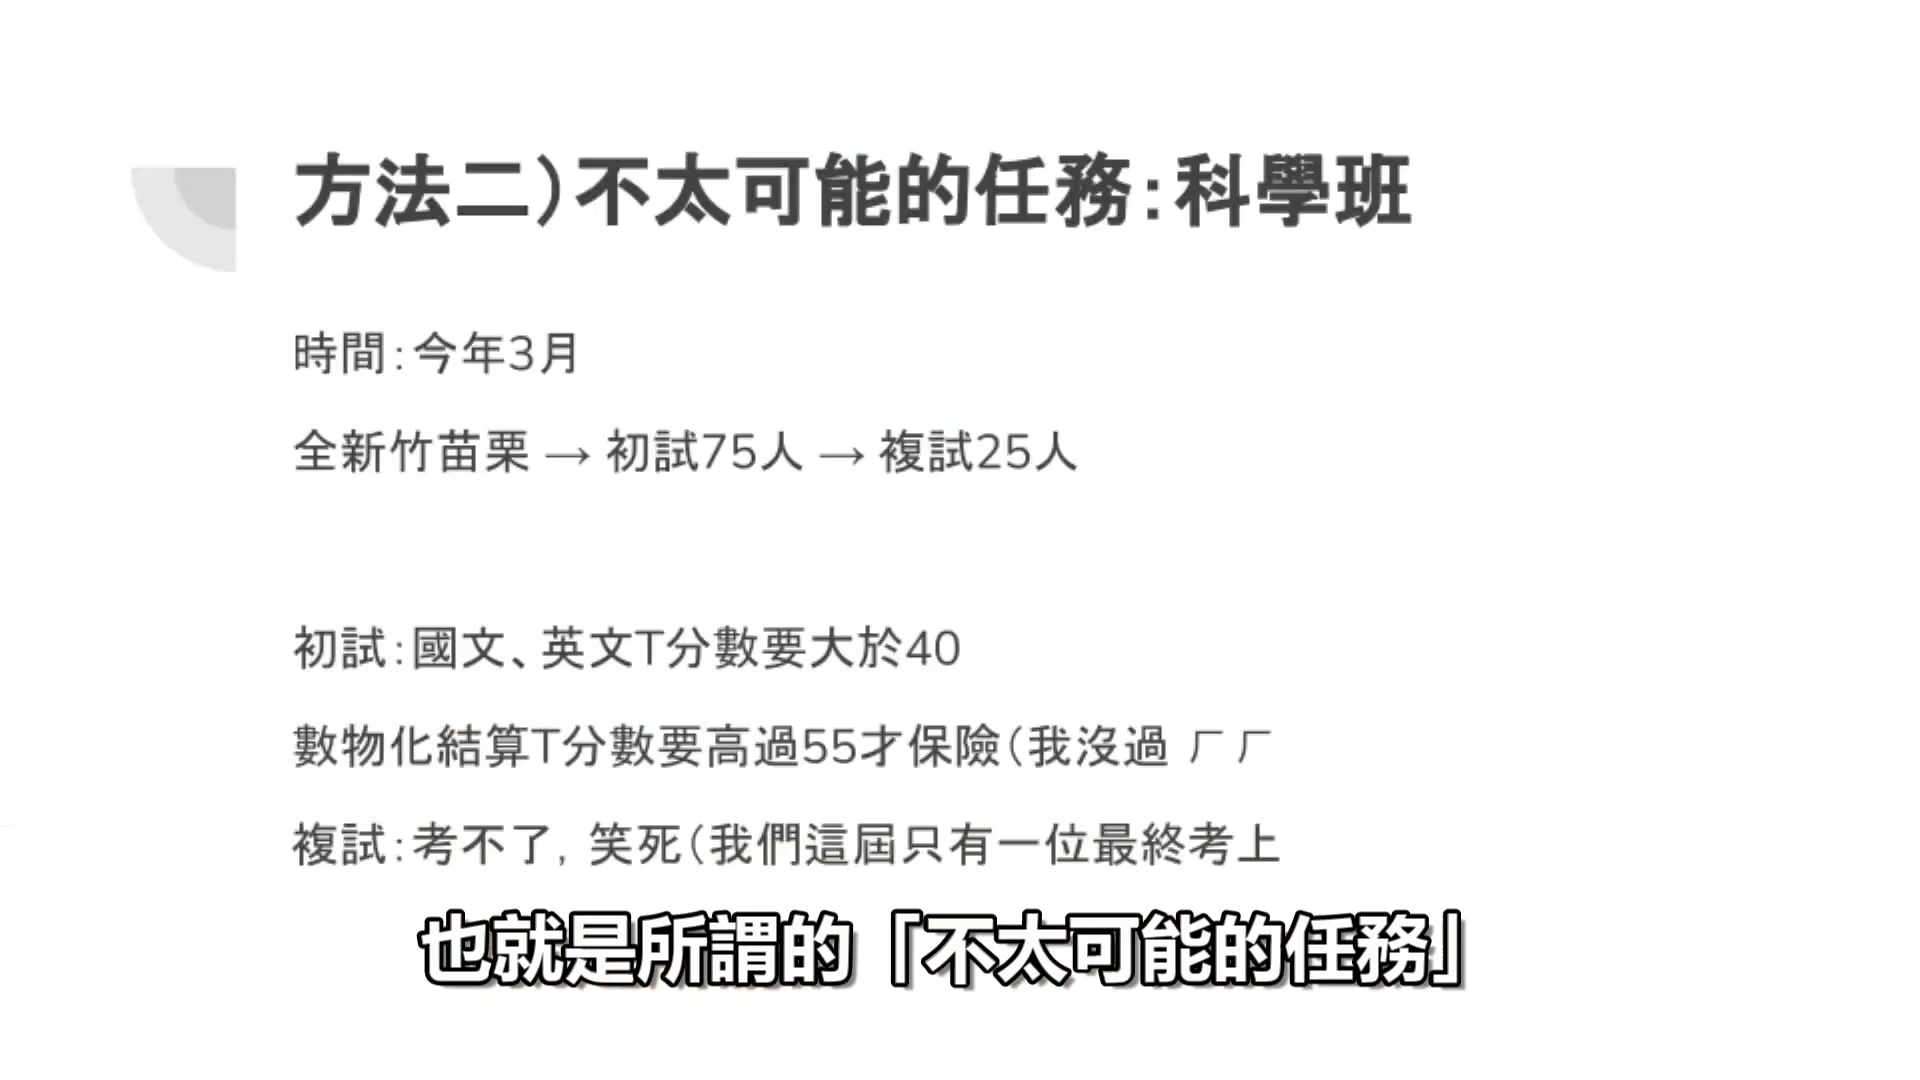 方法二）不太可能的任務：科學班
時間：今年3月
全新竹苗栗 → 初試75人 → 複試25人
初試：國文、英文T分數要大於40
數物化結算T分數要高過55才保險（我沒過 ㄏㄏ
複試：考不了，笑死（我們這屆只有一位最終考上
也就是所謂的「不太可能的任務」